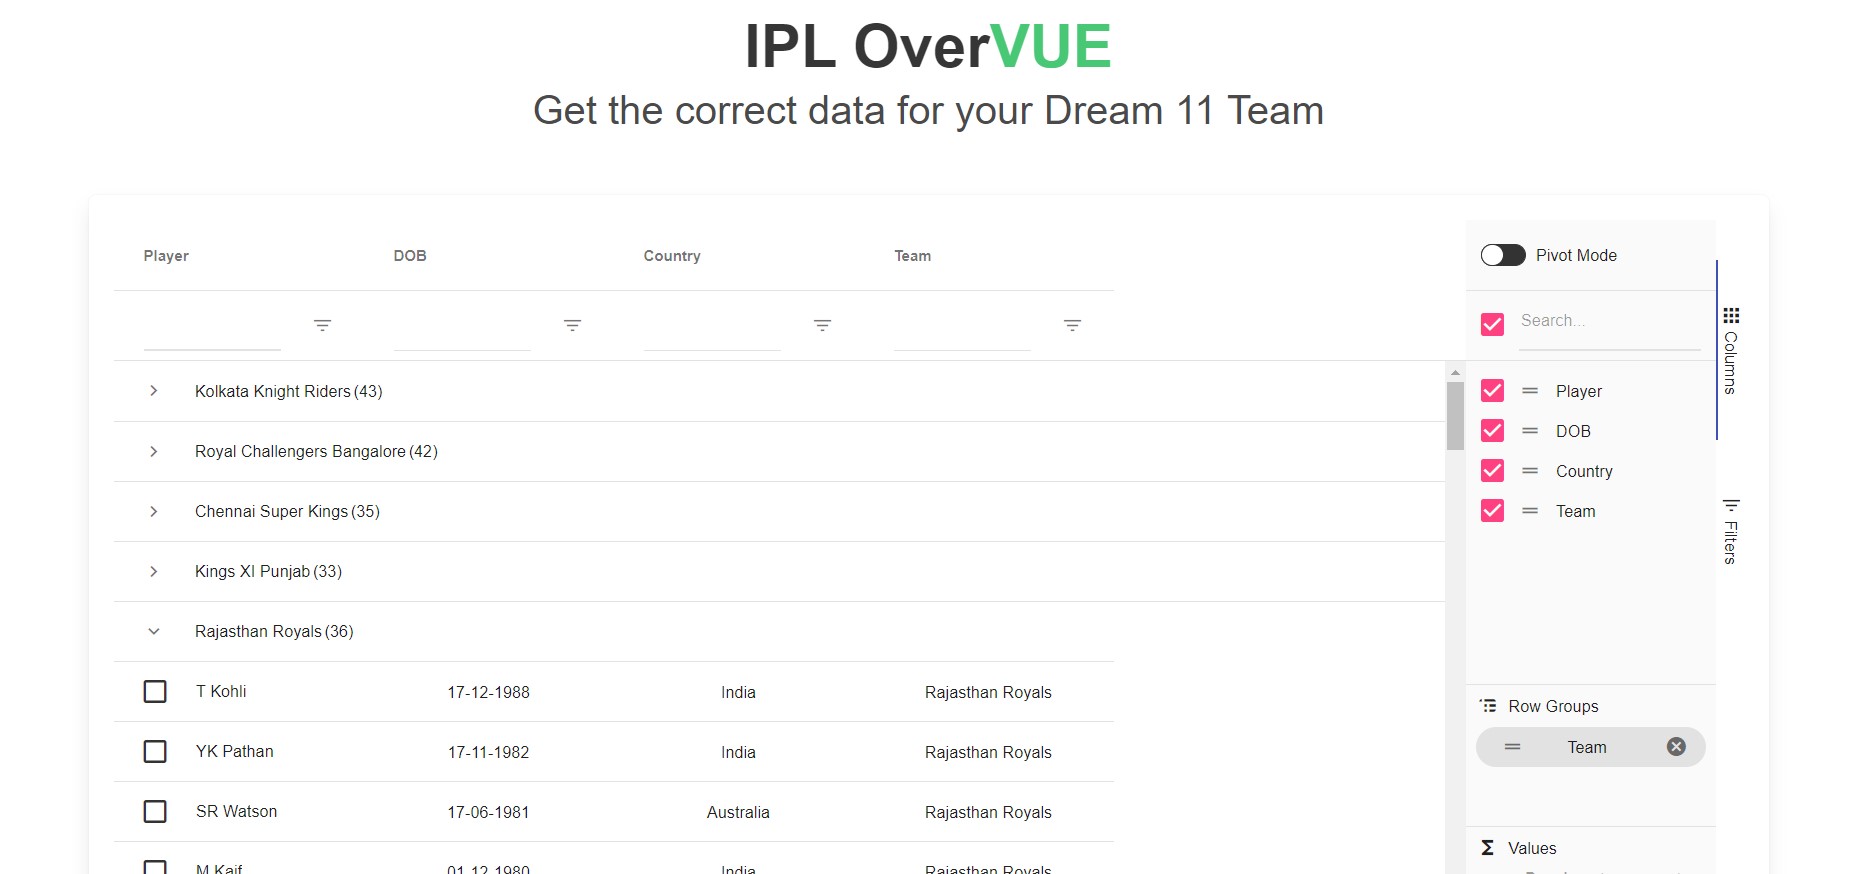 IPL OverVUE
Get the correct data for your Dream 11 Team
Player DOB Country Team
Kolkata Knight Riders (43)
Royal Challengers Bangalore (42)
Chennai Super Kings (35)
Kings XI Punjab (33)
Rajasthan Royals (36)
T Kohli 17-12-1988 India Rajasthan Royals
YK Pathan 17-11-1982 India Rajasthan Royals
SR Watson 17-06-1981 Australia Rajasthan Royals
M Kaif 01-12-1980 India Rajasthan Royals
Pivot Mode
Search...
Player
DOB
Country
Team
Row Groups
Team
Values
Columns
Filters